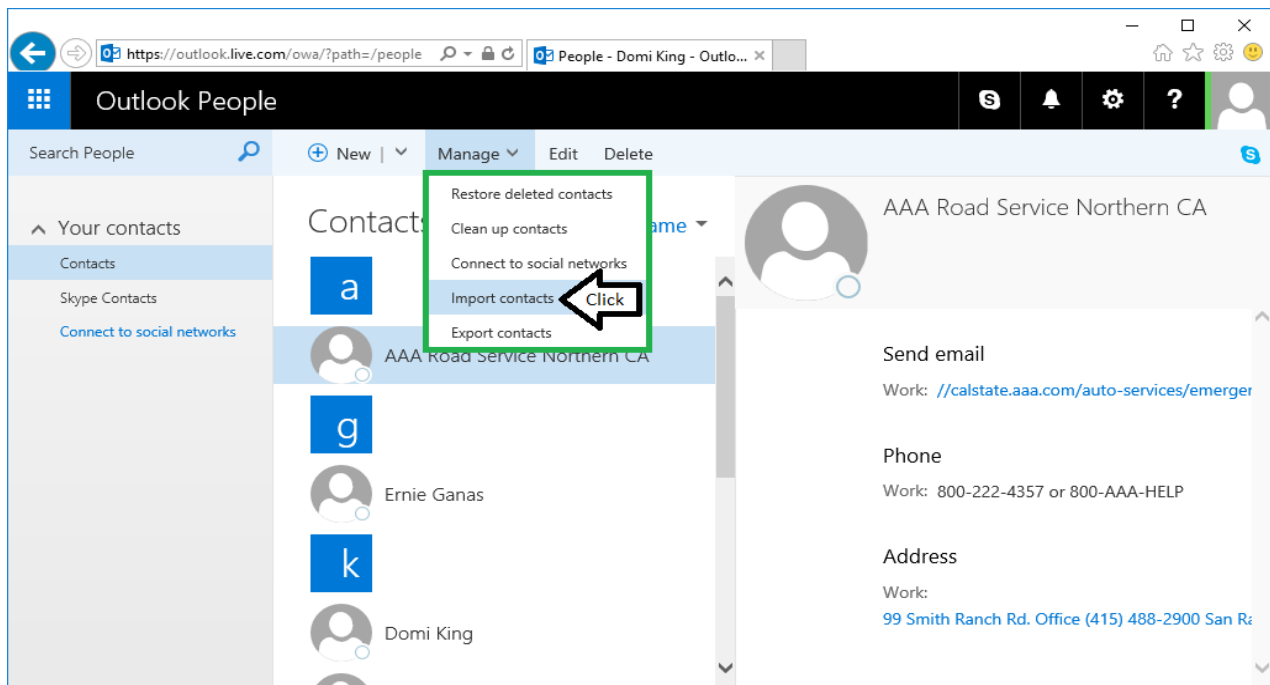 https://outlook.live.com/owa/?path=/people
People - Domi King - Outlo...
Outlook People
Search People
New
Manage
Edit
Delete
Your contacts
Contacts
Skype Contacts
Connect to social networks
Contacts
ame
Restore deleted contacts
Clean up contacts
Connect to social networks
Import contacts
Click
Export contacts
a
AAA Road Service Northern CA
g
Ernie Ganas
k
Domi King
AAA Road Service Northern CA
Send email
Work: //calstate.aaa.com/auto-services/emerger
Phone
Work: 800-222-4357 or 800-AAA-HELP
Address
Work:
99 Smith Ranch Rd. Office (415) 488-2900 San Ra